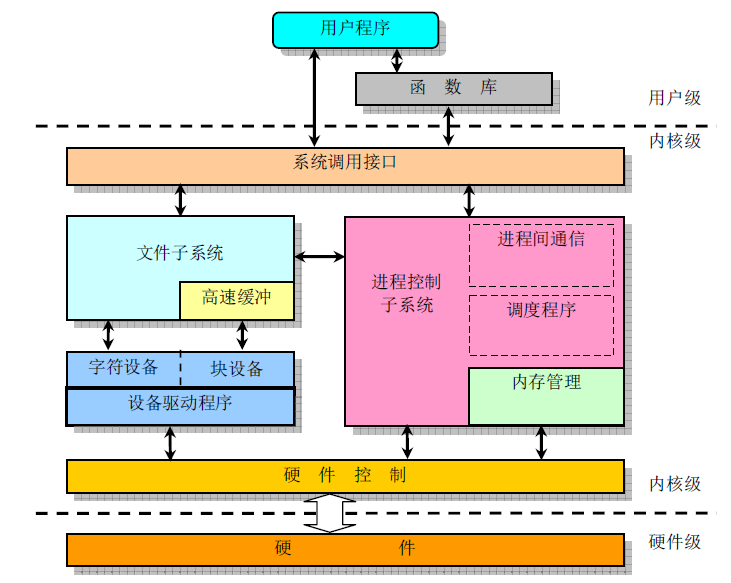 用户程序
函 数 库
用户级
内核级
系统调用接口
文件子系统
高速缓冲
进程控制
子系统
进程间通信
调度程序
内存管理
字符设备
块设备
设备驱动程序
硬 件 控 制
内核级
硬件级
硬 件